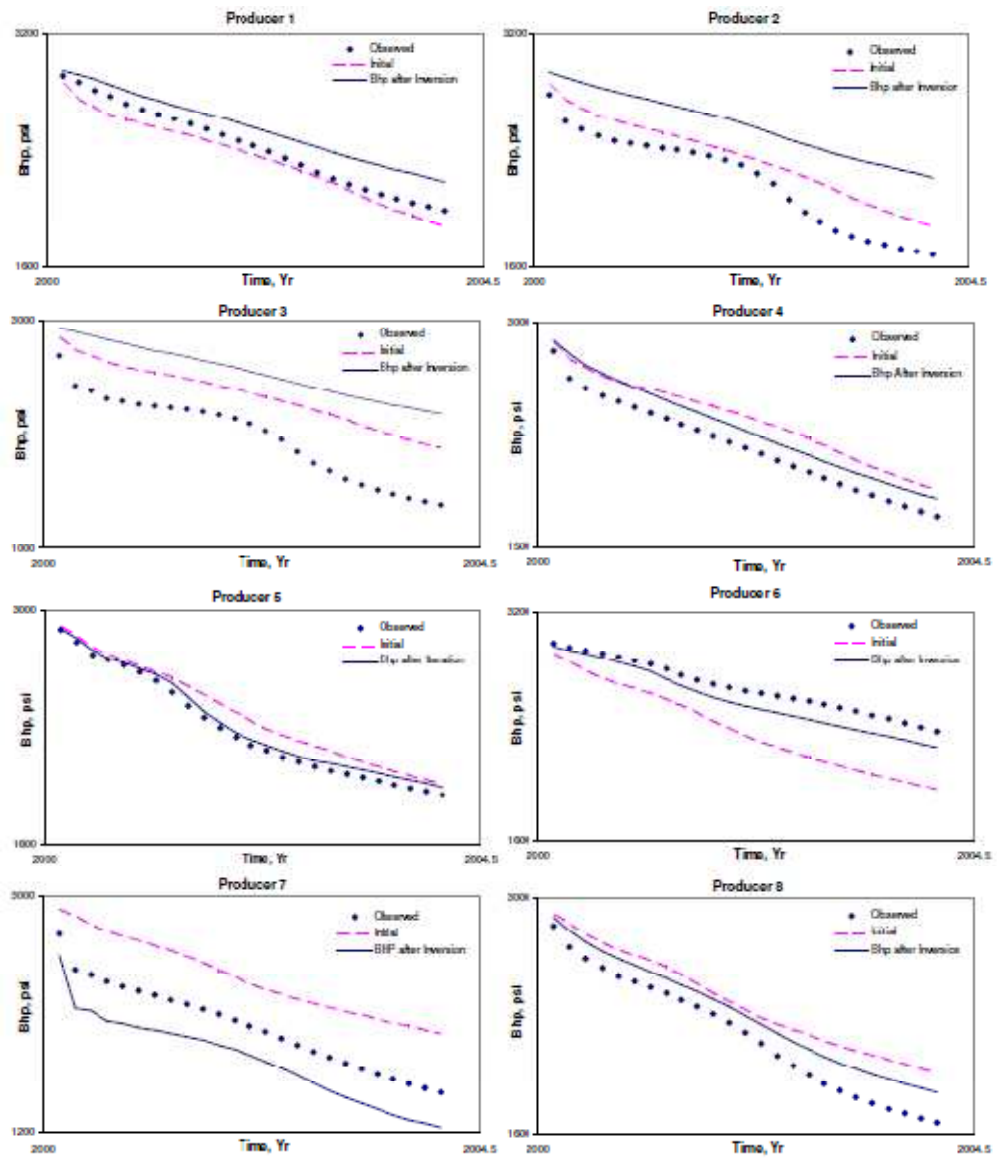 Producer 1
3200
Observed
Initial
Bhp after Inversion
Bhp, psi
1600
2000
Time, Yr
2004.5
Producer 2
3200
Observed
Initial
Bhp after Inversion
Bhp, psi
1600
2000
Time, Yr
2004.5
Producer 3
3000
Observed
Initial
Bhp after Inversion
Bhp, psi
1000
2000
Time, Yr
2004.5
Producer 4
Observed
Initial
Bhp After Inversion
Bhp, psi
2000
Time, Yr
2004.5
Producer 5
3000
Observed
Initial
Bhp after
Bhp, psi
2000
Time, Yr
2004.5
Producer 6
3200
Observed
Initial
Bhp after Inversion
Bhp, psi
1600
2000
Time, Yr
2004.5
Producer 7
3000
Observed
Initial
BHP after Inversion
Bhp, psi
1200
2000
Time, Yr
2004.5
Producer 8
Observed
Initial
Bhp after Inversion
Bhp, psi
2000
Time, Yr
2004.5